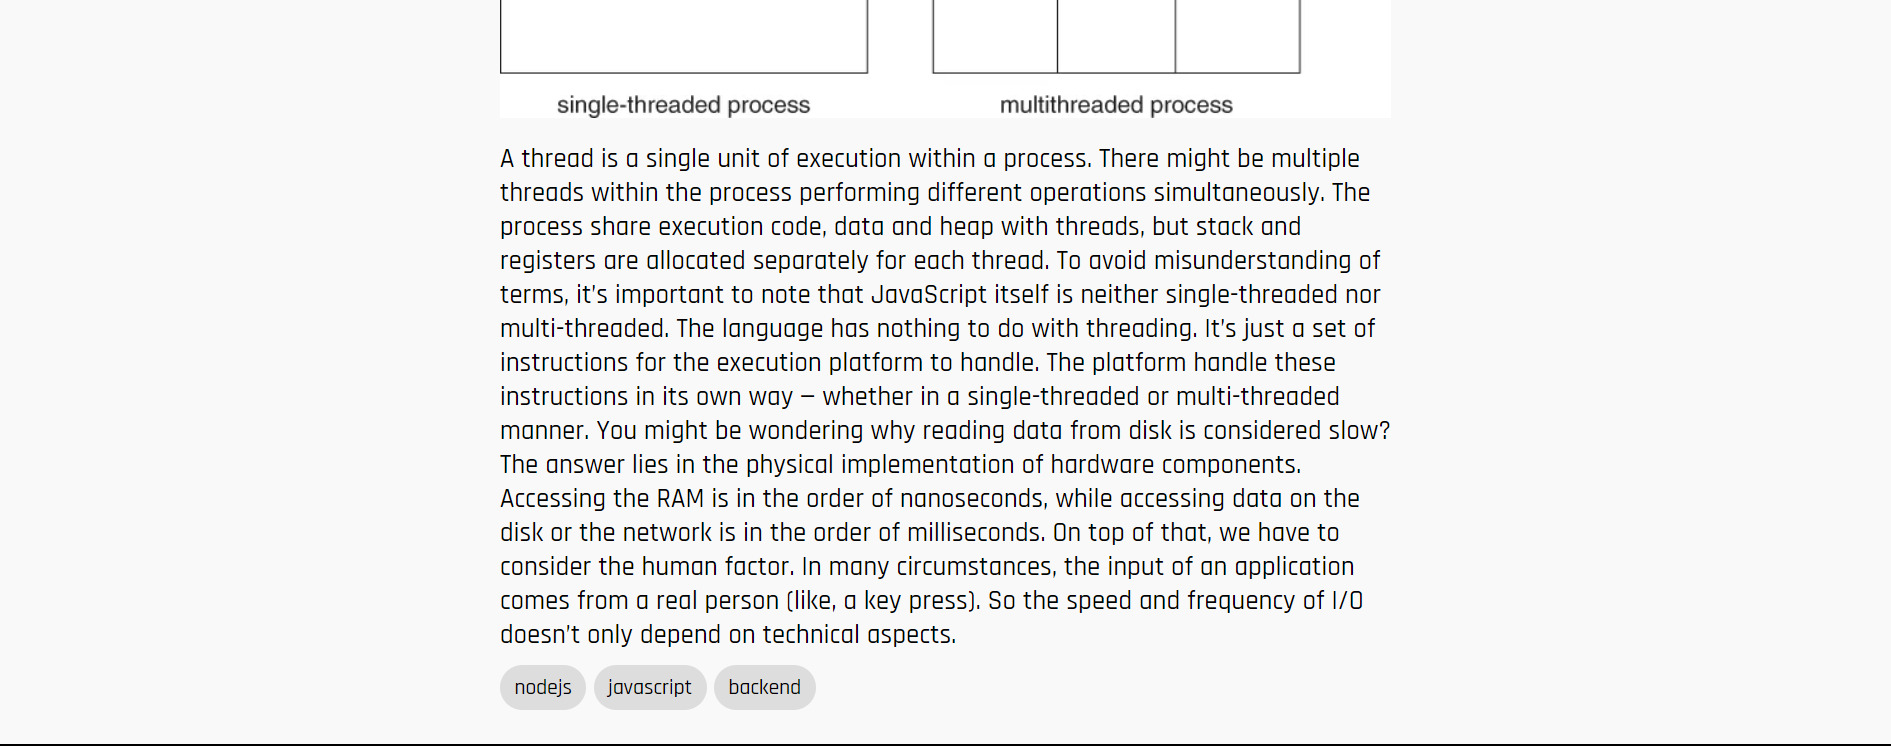 single-threaded process
multithreaded process
A thread is a single unit of execution within a process. There might be multiple
threads within the process performing different operations simultaneously. The
process share execution code, data and heap with threads, but stack and
registers are allocated separately for each thread. To avoid misunderstanding of
terms, it's important to note that JavaScript itself is neither single-threaded nor
multi-threaded. The language has nothing to do with threading. It's just a set of
instructions for the execution platform to handle. The platform handle these
instructions in its own way – whether in a single-threaded or multi-threaded
manner. You might be wondering why reading data from disk is considered slow?
The answer lies in the physical implementation of hardware components.
Accessing the RAM is in the order of nanoseconds, while accessing data on the
disk or the network is in the order of milliseconds. On top of that, we have to
consider the human factor. In many circumstances, the input of an application
comes from a real person (like, a key press). So the speed and frequency of I/O
doesn't only depend on technical aspects.
nodejs
javascript
backend